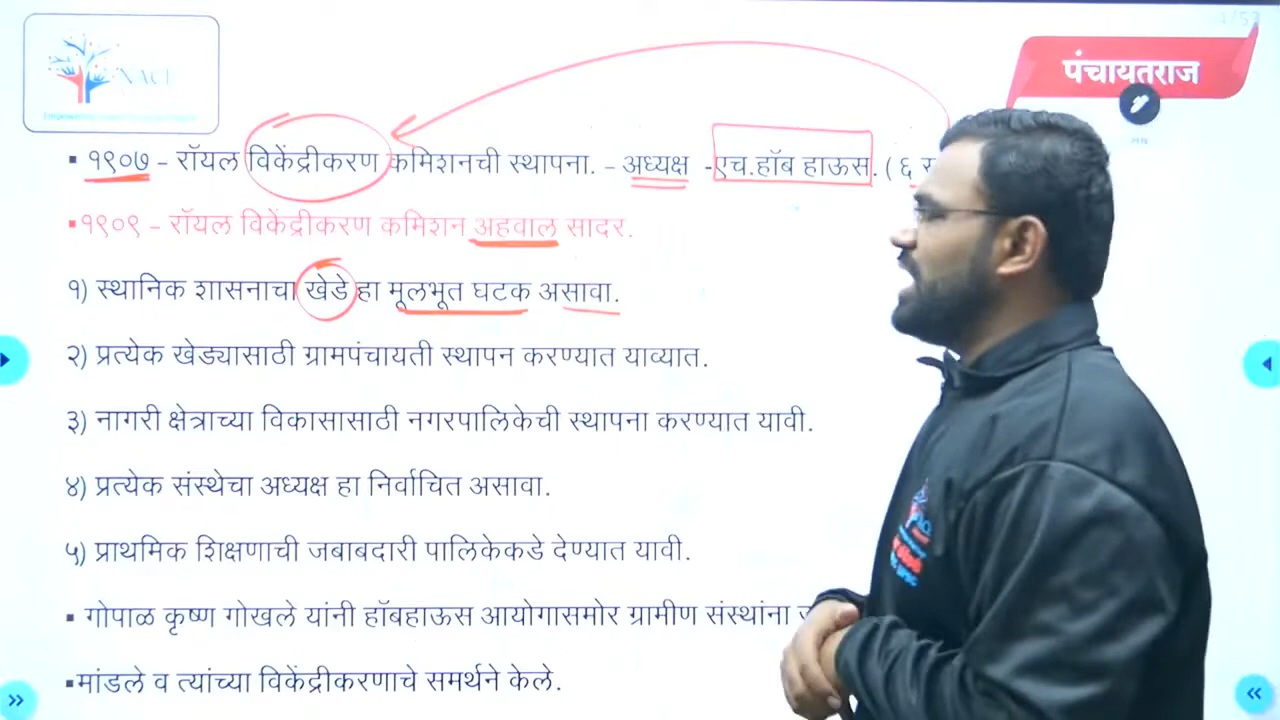 पंचायतराज
▪ १९०७ – रॉयल विकेंद्रीकरण कमिशनची स्थापना. – अध्यक्ष -एच.हॉब हाऊस. ( ६
▪१९०९ – रॉयल विकेंद्रीकरण कमिशन अहवाल सादर.
१) स्थानिक शासनाचा खेडे हा मूलभूत घटक असावा.
२) प्रत्येक खेड्यासाठी ग्रामपंचायती स्थापन करण्यात याव्यात.
३) नागरी क्षेत्राच्या विकासासाठी नगरपालिकेची स्थापना करण्यात यावी.
४) प्रत्येक संस्थेचा अध्यक्ष हा निर्वाचित असावा.
५) प्राथमिक शिक्षणाची जबाबदारी पालिकेकडे देण्यात यावी.
▪ गोपाळ कृष्ण गोखले यांनी हॉबहाऊस आयोगासमोर ग्रामीण संस्थांना
▪मांडले व त्यांच्या विकेंद्रीकरणाचे समर्थने केले.